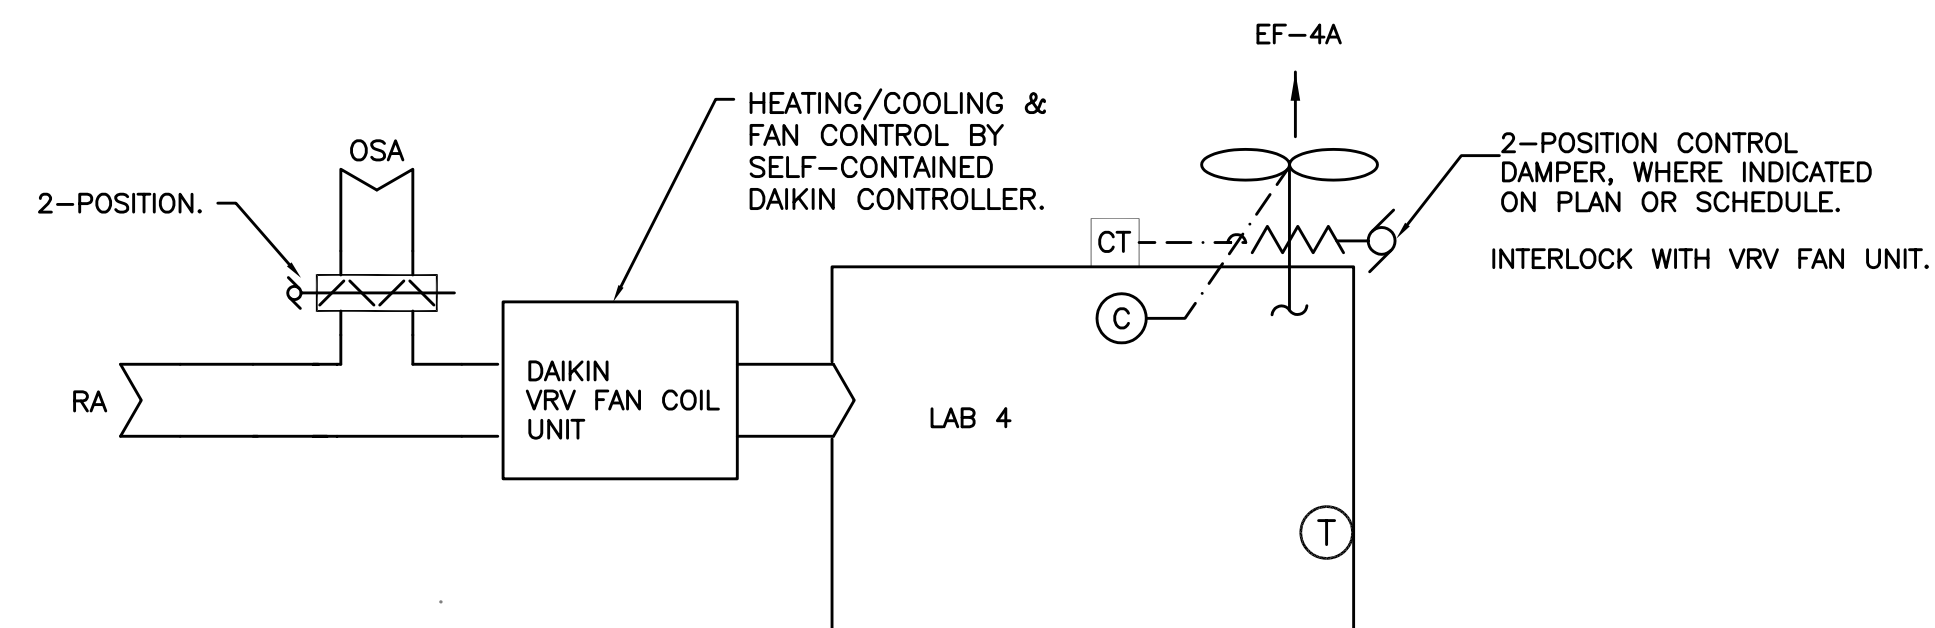 EF-4A
HEATING/COOLING &
FAN CONTROL BY
SELF-CONTAINED
DAIKIN CONTROLLER.
OSA
2-POSITION.
2-POSITION CONTROL
DAMPER, WHERE INDICATED
ON PLAN OR SCHEDULE.
INTERLOCK WITH VRV FAN UNIT.
CT
C
RA
DAIKIN
VRV FAN COIL
UNIT
LAB 4
T